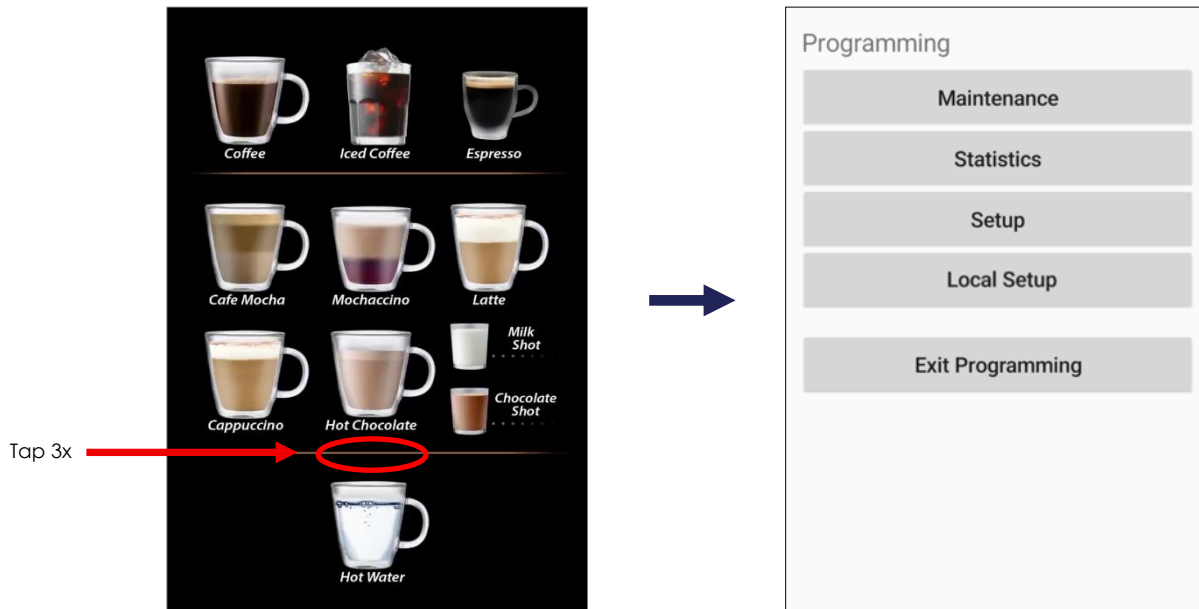 Coffee
Iced Coffee
Espresso
Cafe Mocha
Mochaccino
Latte
Milk
Shot
Cappuccino
Hot Chocolate
Chocolate
Shot
Tap 3x
Hot Water
Programming
Maintenance
Statistics
Setup
Local Setup
Exit Programming